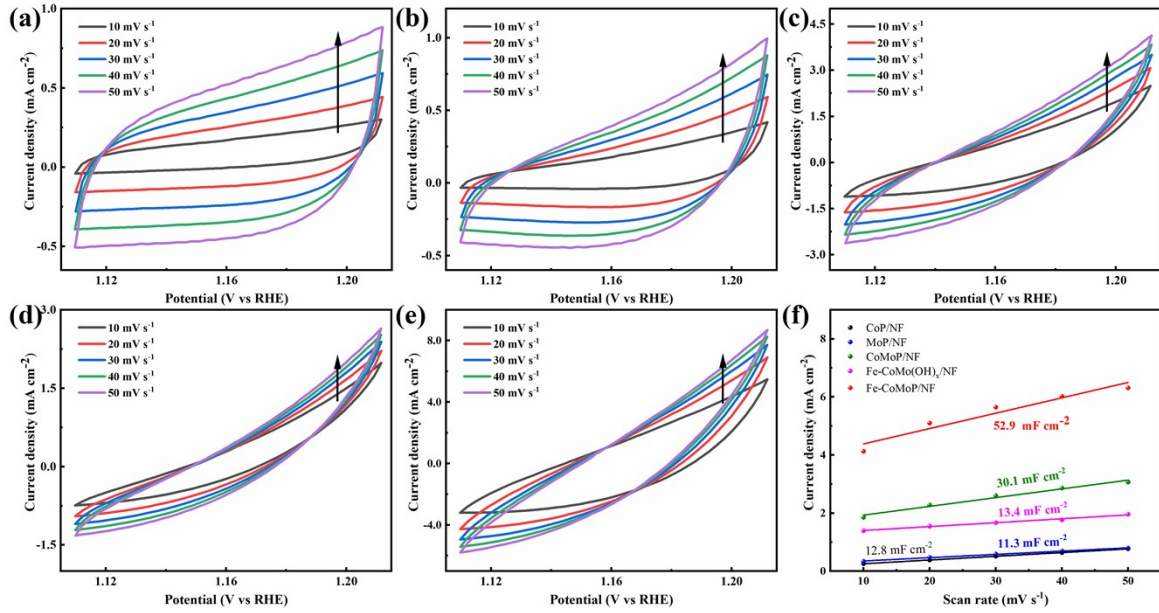 (a)
10 mV s⁻¹
20 mV s⁻¹
30 mV s⁻¹
40 mV s⁻¹
50 mV s⁻¹
Current density (mA cm⁻²)
1.0
0.5
0.0
-0.5
1.12
1.16
1.20
Potential (V vs RHE)
(b)
10 mV s⁻¹
20 mV s⁻¹
30 mV s⁻¹
40 mV s⁻¹
50 mV s⁻¹
Current density (mA cm⁻²)
1.0
0.5
0.0
-0.5
1.12
1.16
1.20
Potential (V vs RHE)
(c)
10 mV s⁻¹
20 mV s⁻¹
30 mV s⁻¹
40 mV s⁻¹
50 mV s⁻¹
Current density (mA cm⁻²)
4.5
3.0
1.5
0.0
-1.5
-3.0
1.12
1.16
1.20
Potential (V vs RHE)
(d)
10 mV s⁻¹
20 mV s⁻¹
30 mV s⁻¹
40 mV s⁻¹
50 mV s⁻¹
Current density (mA cm⁻²)
3.0
1.5
0.0
-1.5
1.12
1.16
1.20
Potential (V vs RHE)
(e)
10 mV s⁻¹
20 mV s⁻¹
30 mV s⁻¹
40 mV s⁻¹
50 mV s⁻¹
Current density (mA cm⁻²)
8.0
4.0
0.0
-4.0
1.12
1.16
1.20
Potential (V vs RHE)
(f)
CoP/NF
MoP/NF
CoMoP/NF
Fe-CoMo(OH)ₓ/NF
Fe-CoMoP/NF
52.9 mF cm⁻²
30.1 mF cm⁻²
13.4 mF cm⁻²
12.8 mF cm⁻²
11.3 mF cm⁻²
Current density (mA cm⁻²)
8
6
4
2
0
10
20
30
40
50
Scan rate (mV s⁻¹)